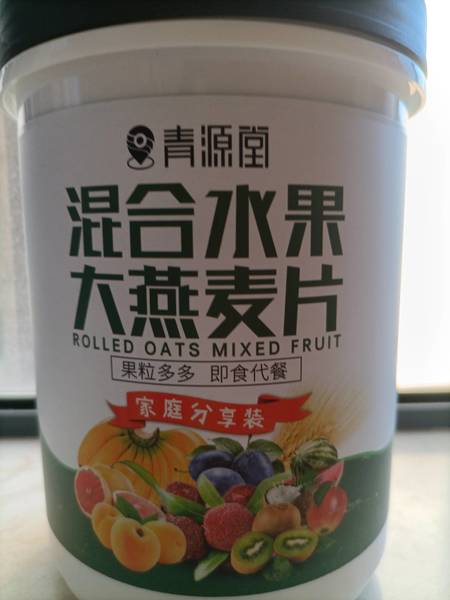 青源堂
混合水果
大燕麦片
ROLLED OATS MIXED FRUIT
果粒多多 即食代餐
家庭分享装